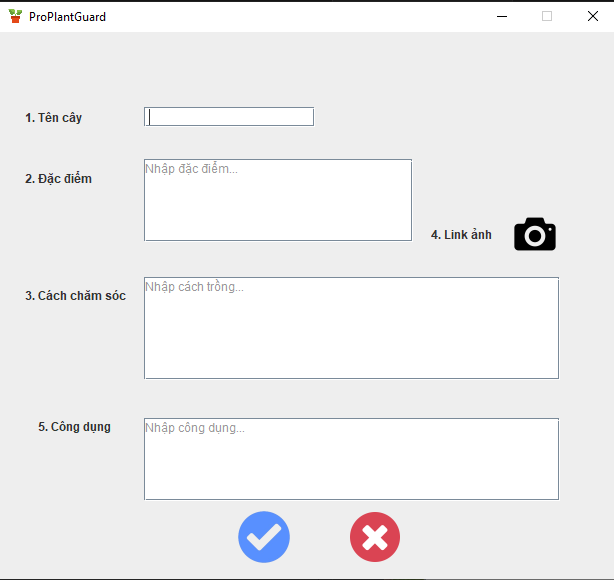 ProPlantGuard
1. Tên cây
2. Đặc điểm
Nhập đặc điểm...
4. Link ảnh
3. Cách chăm sóc
Nhập cách trồng...
5. Công dụng
Nhập công dụng...